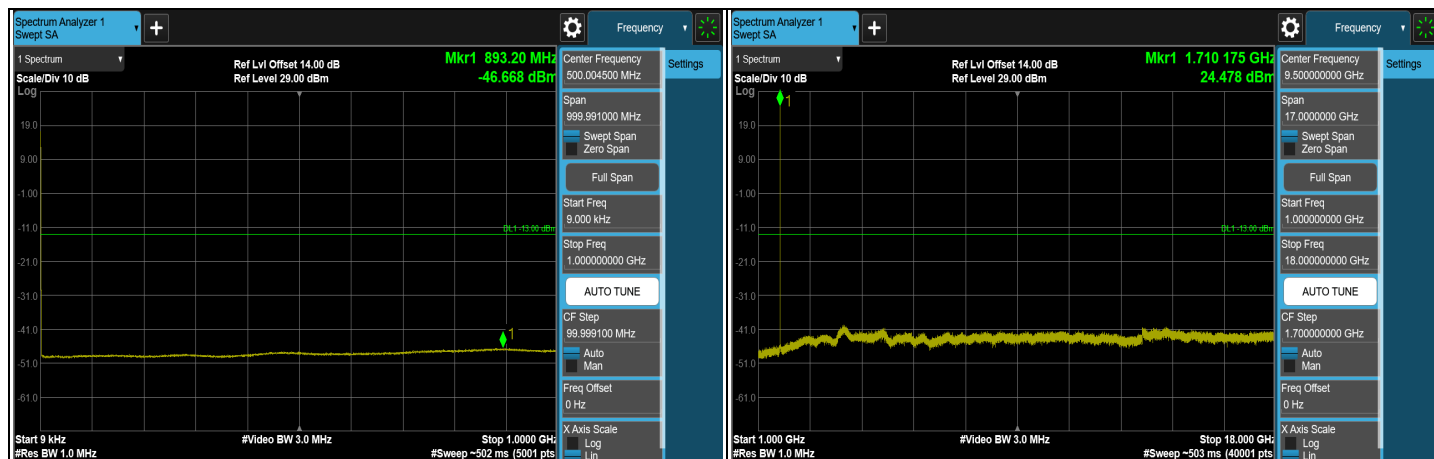 Spectrum Analyzer 1
Swept SA
+
Frequency
1 Spectrum
Scale/Div 10 dB
Ref Lvl Offset 14.00 dB
Ref Level 29.00 dBm
Mkr1 893.20 MHz
-46.668 dBm
Log
19.0
9.00
-1.00
-11.0
-21.0
-31.0
-41.0
-51.0
-61.0
DL1 -13.00 dBm
1
Start 9 kHz
#Res BW 1.0 MHz
#Video BW 3.0 MHz
Stop 1.0000 GHz
#Sweep ~502 ms (5001 pts
Center Frequency
500.004500 MHz
Span
999.991000 MHz
Swept Span
Zero Span
Full Span
Start Freq
9.000 kHz
Stop Freq
1.000000000 GHz
AUTO TUNE
CF Step
99.999100 MHz
Auto
Man
Freq Offset
0 Hz
X Axis Scale
Log
Lin
Settings
Spectrum Analyzer 1
Swept SA
+
Frequency
1 Spectrum
Scale/Div 10 dB
Ref Lvl Offset 14.00 dB
Ref Level 29.00 dBm
Mkr1 1.710 175 GHz
24.478 dBm
Log
1
19.0
9.00
-1.00
-11.0
-21.0
-31.0
-41.0
-51.0
-61.0
DL1 -13.00 dBm
Start 1.000 GHz
#Res BW 1.0 MHz
#Video BW 3.0 MHz
Stop 18.000 GHz
#Sweep ~503 ms (40001 pts
Center Frequency
9.500000000 GHz
Span
17.0000000 GHz
Swept Span
Zero Span
Full Span
Start Freq
1.000000000 GHz
Stop Freq
18.000000000 GHz
AUTO TUNE
CF Step
1.700000000 GHz
Auto
Man
Freq Offset
0 Hz
X Axis Scale
Log
Lin
Settings